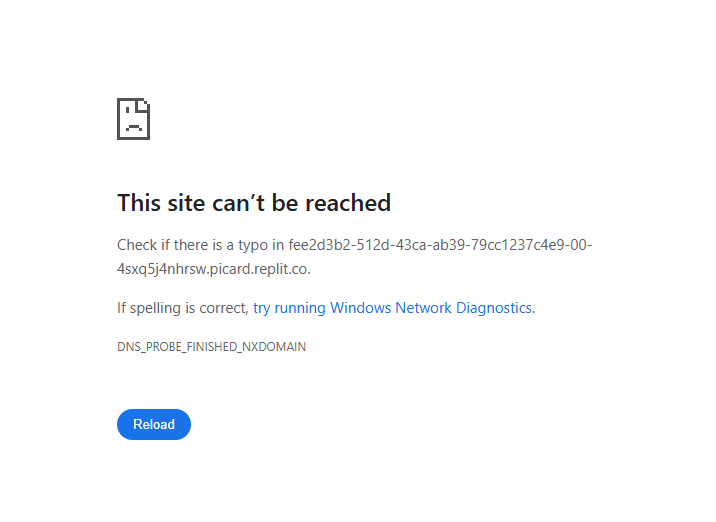 This site can’t be reached
Check if there is a typo in fee2d3b2-512d-43ca-ab39-79cc1237c4e9-00-
4sxq5j4nhrsw.picard.replit.co.
If spelling is correct, try running Windows Network Diagnostics.
DNS_PROBE_FINISHED_NXDOMAIN
Reload